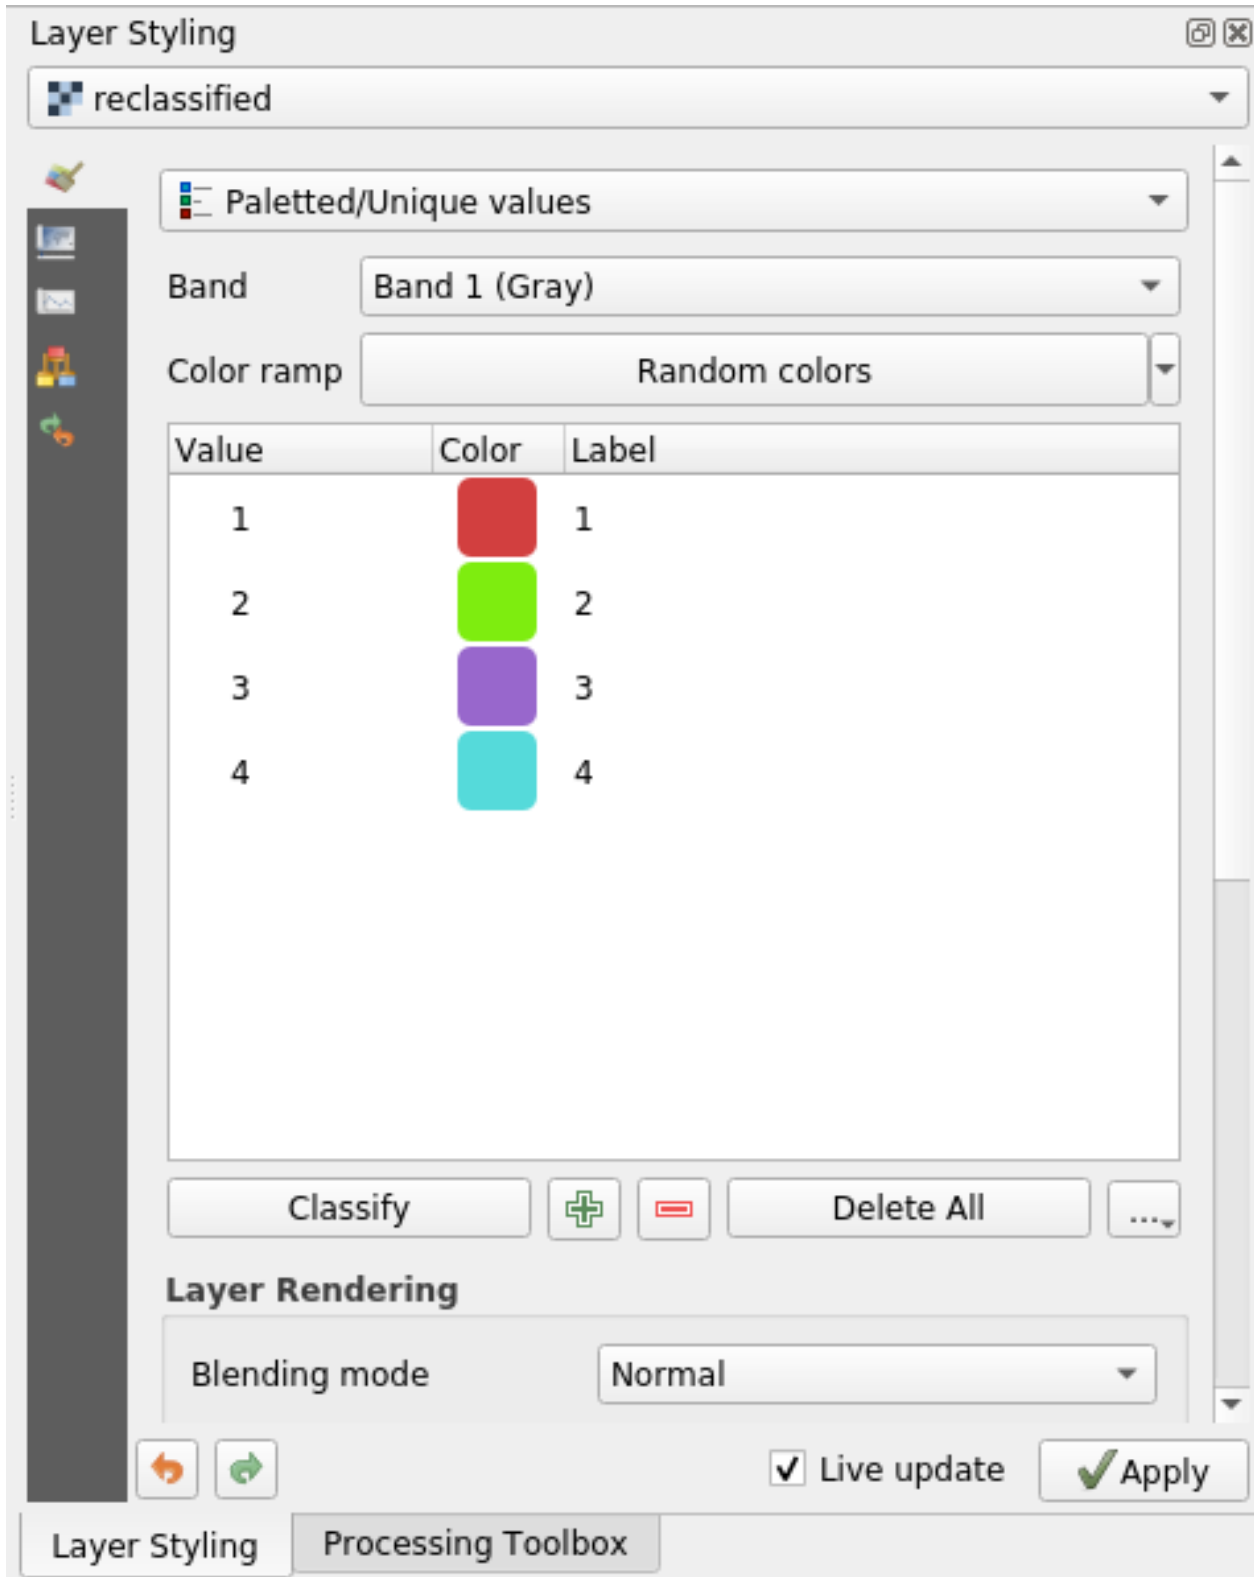 Layer Styling
reclassified
Paletted/Unique values
Band Band 1 (Gray)
Color ramp Random colors
Value Color Label
1 1
2 2
3 3
4 4
Classify Delete All ...
Layer Rendering
Blending mode Normal
Live update Apply
Layer Styling Processing Toolbox